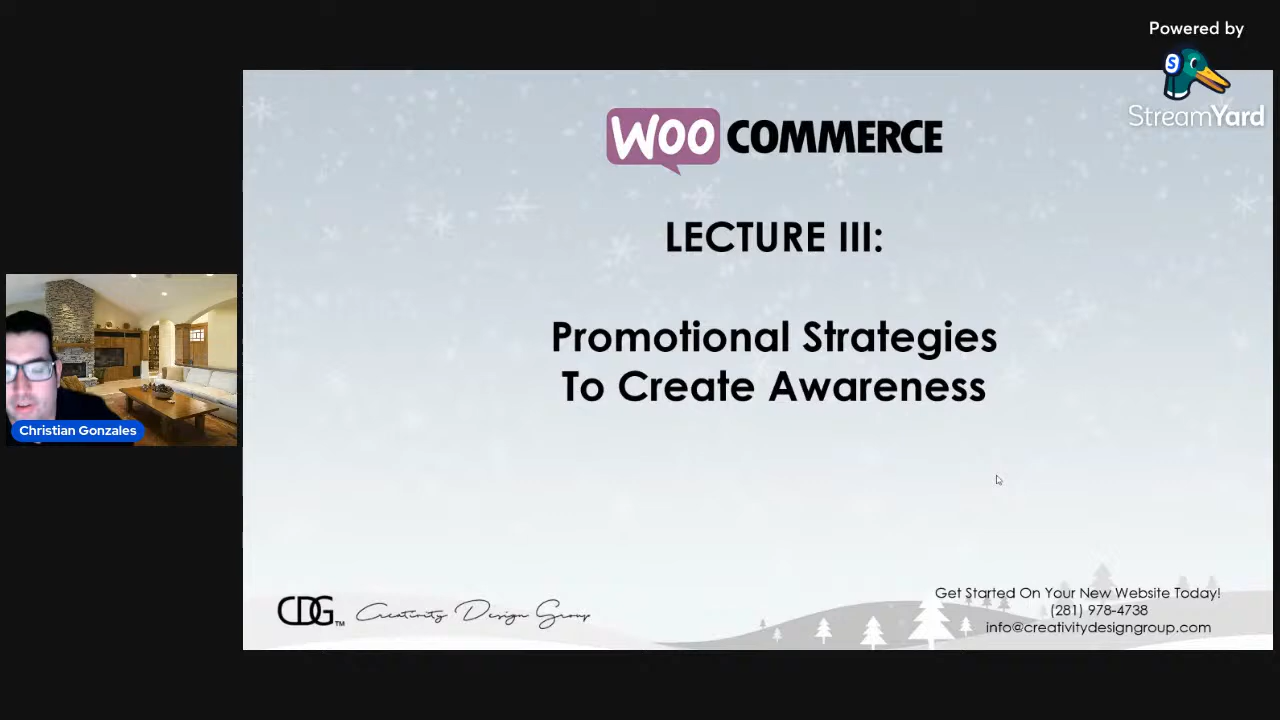 Powered by
StreamYard
WOO COMMERCE
LECTURE III:
Promotional Strategies
To Create Awareness
Christian Gonzales
CDG™ Creativity Design Group
Get Started On Your New Website Today!
(281) 978-4738
info@creativitydesigngroup.com